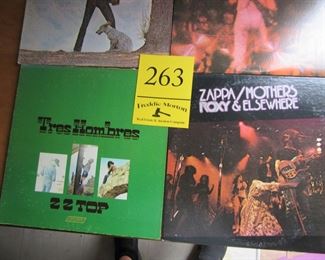 263
Freddie Morton
Tres Hombres
ZZ TOP
ZAPPA/MOTHERS
ROXY & ELSEWHERE